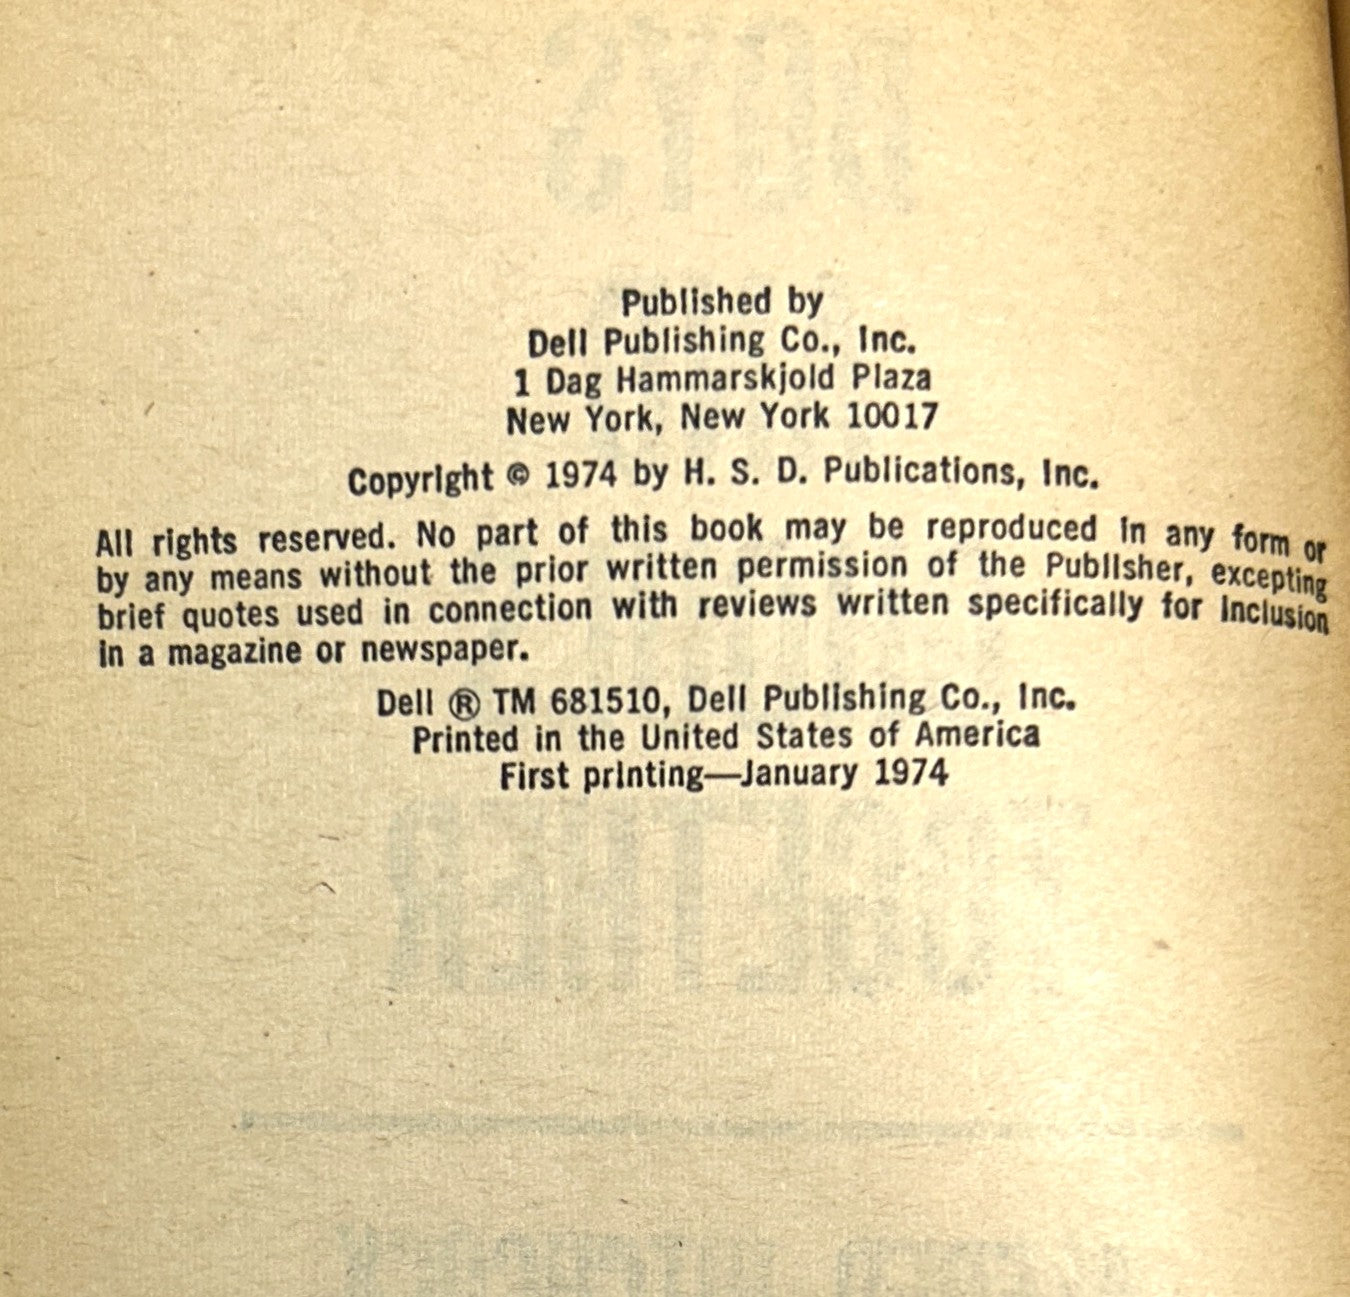 Published by
Dell Publishing Co., Inc.
1 Dag Hammarskjold Plaza
New York, New York 10017
Copyright © 1974 by H. S. D. Publications, Inc.
All rights reserved. No part of this book may be reproduced in any form or
by any means without the prior written permission of the Publisher, excepting
brief quotes used in connection with reviews written specifically for inclusion
in a magazine or newspaper.
Dell ® TM 681510, Dell Publishing Co., Inc.
Printed in the United States of America
First printing—January 1974